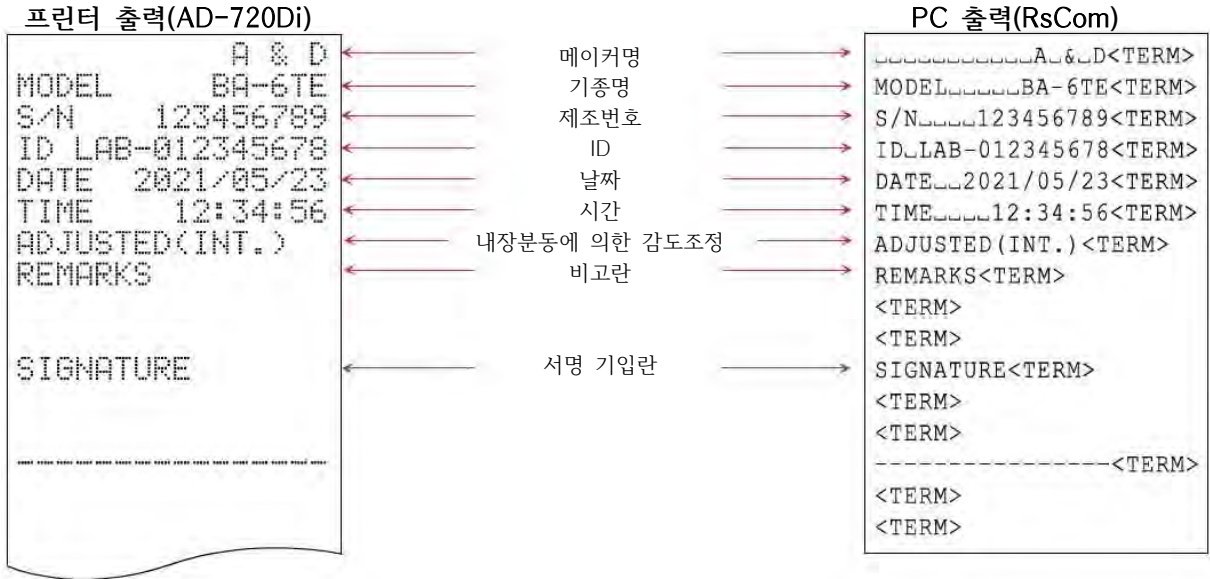 프린터 출력(AD-720Di)
A & D
MODEL BA-6TE
S/N 123456789
ID LAB-012345678
DATE 2021/05/23
TIME 12:34:56
ADJUSTED(INT.)
REMARKS
SIGNATURE
----------------
메이커명
기종명
제조번호
ID
날짜
시간
내장분동에 의한 감도조정
비고란
서명 기입란
PC 출력(RsCom)
␣␣␣␣␣␣␣␣␣␣␣A␣&␣D<TERM>
MODEL␣␣␣␣␣BA-6TE<TERM>
S/N␣␣␣␣123456789<TERM>
ID␣LAB-012345678<TERM>
DATE␣␣2021/05/23<TERM>
TIME␣␣␣␣12:34:56<TERM>
ADJUSTED(INT.)<TERM>
REMARKS<TERM>
<TERM>
<TERM>
SIGNATURE<TERM>
<TERM>
<TERM>
----------------<TERM>
<TERM>
<TERM>